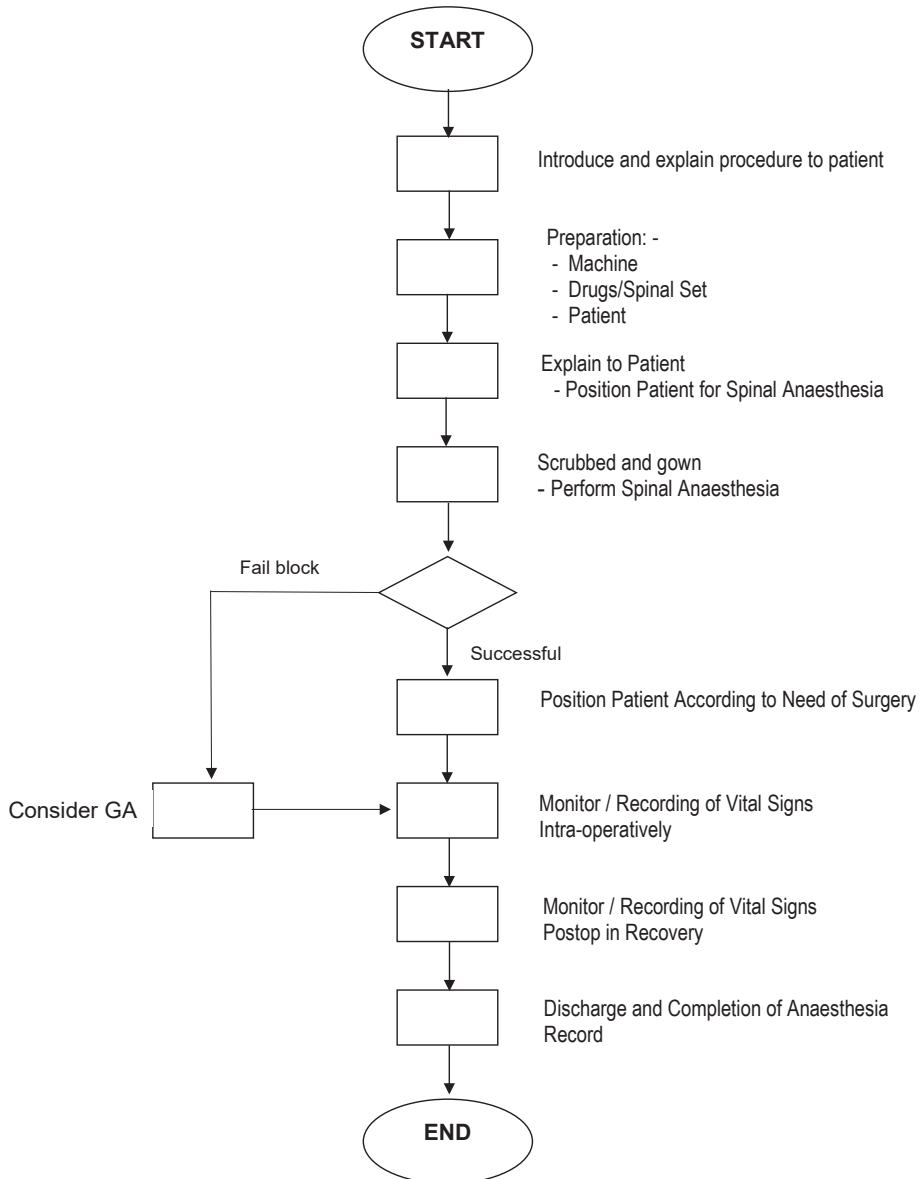 START
Introduce and explain procedure to patient
Preparation: -
- Machine
- Drugs/Spinal Set
- Patient
Explain to Patient
- Position Patient for Spinal Anaesthesia
Scrubbed and gown
- Perform Spinal Anaesthesia
Fail block
Successful
Position Patient According to Need of Surgery
Consider GA
Monitor / Recording of Vital Signs
Intra-operatively
Monitor / Recording of Vital Signs
Postop in Recovery
Discharge and Completion of Anaesthesia
Record
END